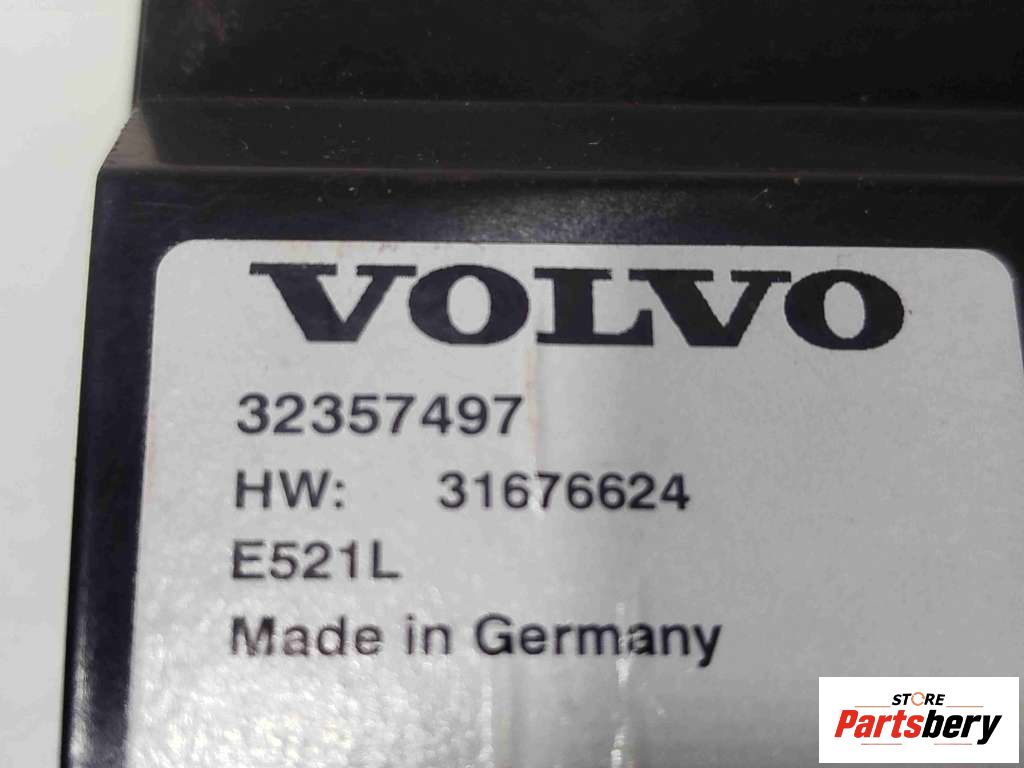 VOLVO
32357497
HW: 31676624
E521L
Made in Germany
STORE
Partsbery